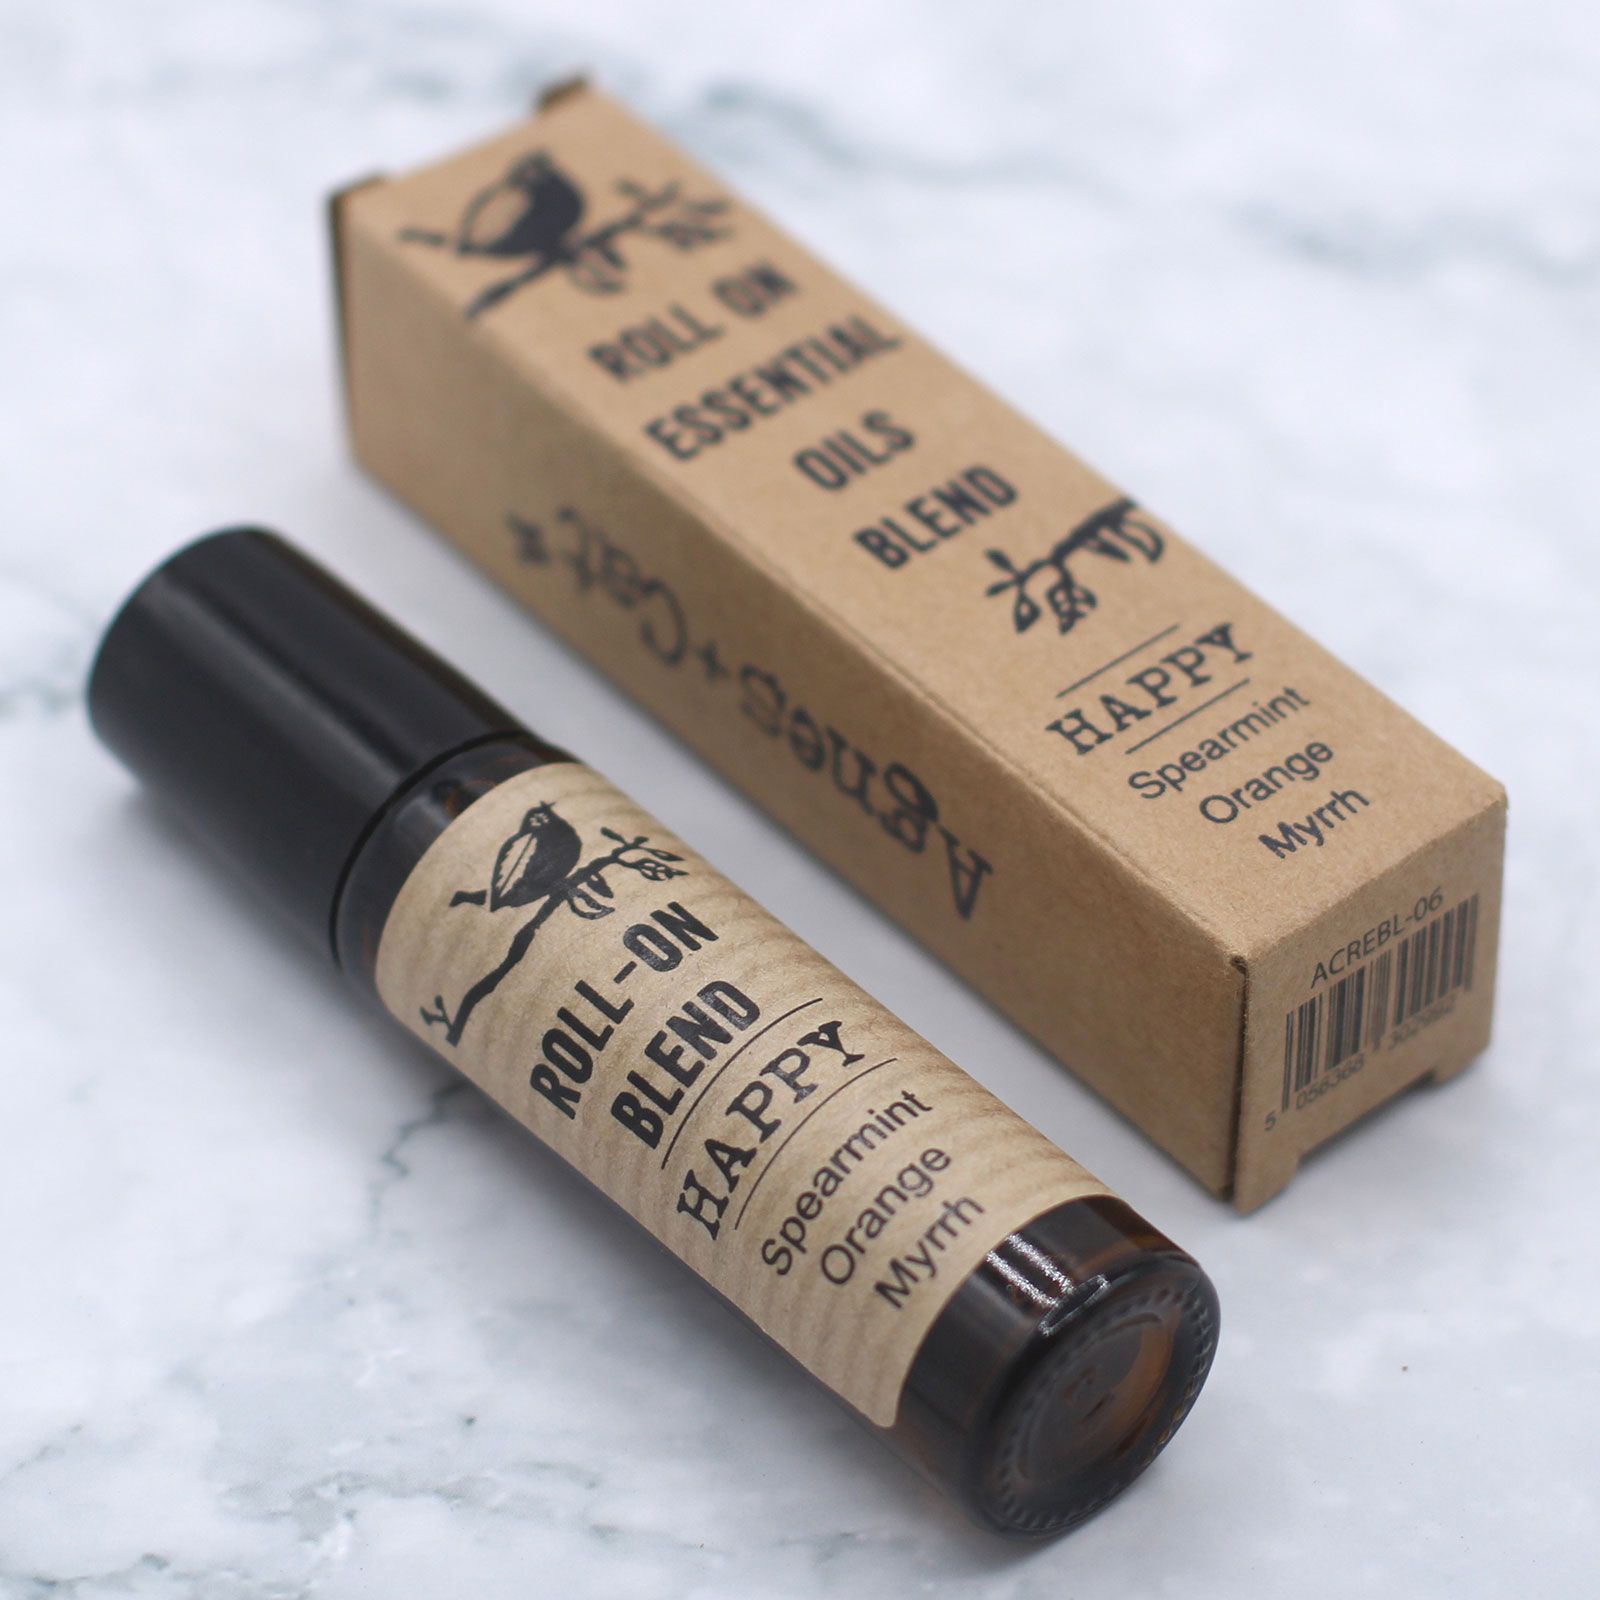 ROLL ON
ESSENTIAL
OILS
BLEND
HAPPY
Spearmint
Orange
Myrrh
Agnes+Cat
ACREBL-06
ROLL-ON
BLEND
HAPPY
Spearmint
Orange
Myrrh